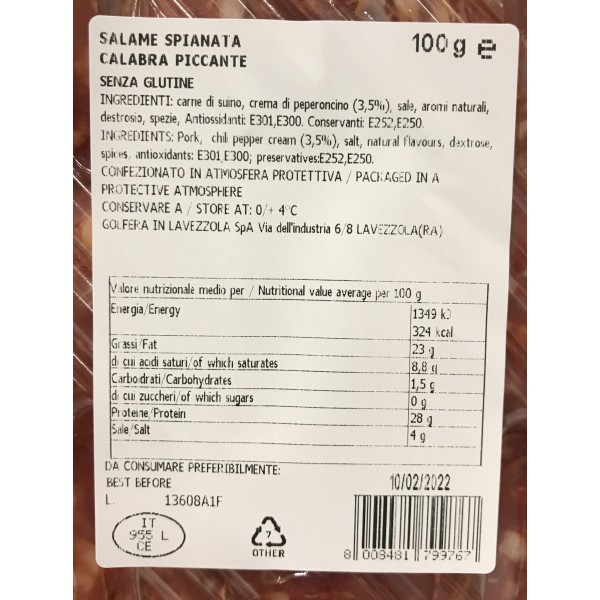 SALAME SPIANATA 100 g e
CALABRA PICCANTE
SENZA GLUTINE
INGREDIENTI: carne di suino, crema di peperoncino (3,5%), sale, aromi naturali,
destrosio, spezie, Antiossidanti: E301,E300. Conservanti: E252,E250.
INGREDIENTS: Pork, chili pepper cream (3,5%), salt, natural flavours, dextrose,
spices, antioxidants: E301,E300; preservatives:E252,E250.
CONFEZIONATO IN ATMOSFERA PROTETTIVA / PACKAGED IN A
PROTECTIVE ATMOSPHERE
CONSERVARE A / STORE AT: 0/+ 4°C
GOLFERA IN LAVEZZOLA SpA Via dell'industria 6/8 LAVEZZOLA(RA)
Valore nutrizionale medio per / Nutritional value average per 100 g
Energia/Energy 1349 kJ
324 kcal
Grassi/Fat 23 g
di cui acidi saturi/of which saturates 8,8 g
Carboidrati/Carbohydrates 1,5 g
di cui zuccheri/of which sugars 0 g
Proteine/Protein 28 g
Sale/Salt 4 g
DA CONSUMARE PREFERIBILMENTE:
BEST BEFORE 10/02/2022
L. 13608A1F
IT
955 L
CE
7
OTHER
8 008481 799767